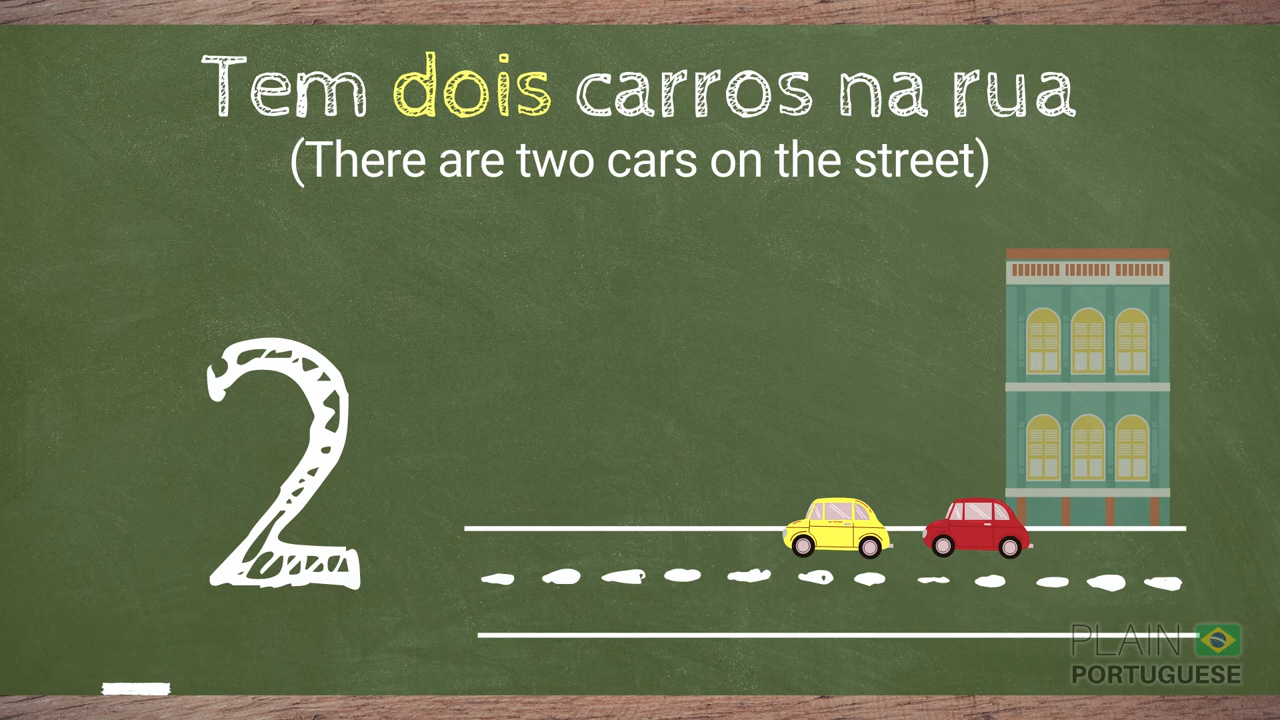 Tem dois carros na rua
(There are two cars on the street)
2
PLAIN
PORTUGUESE